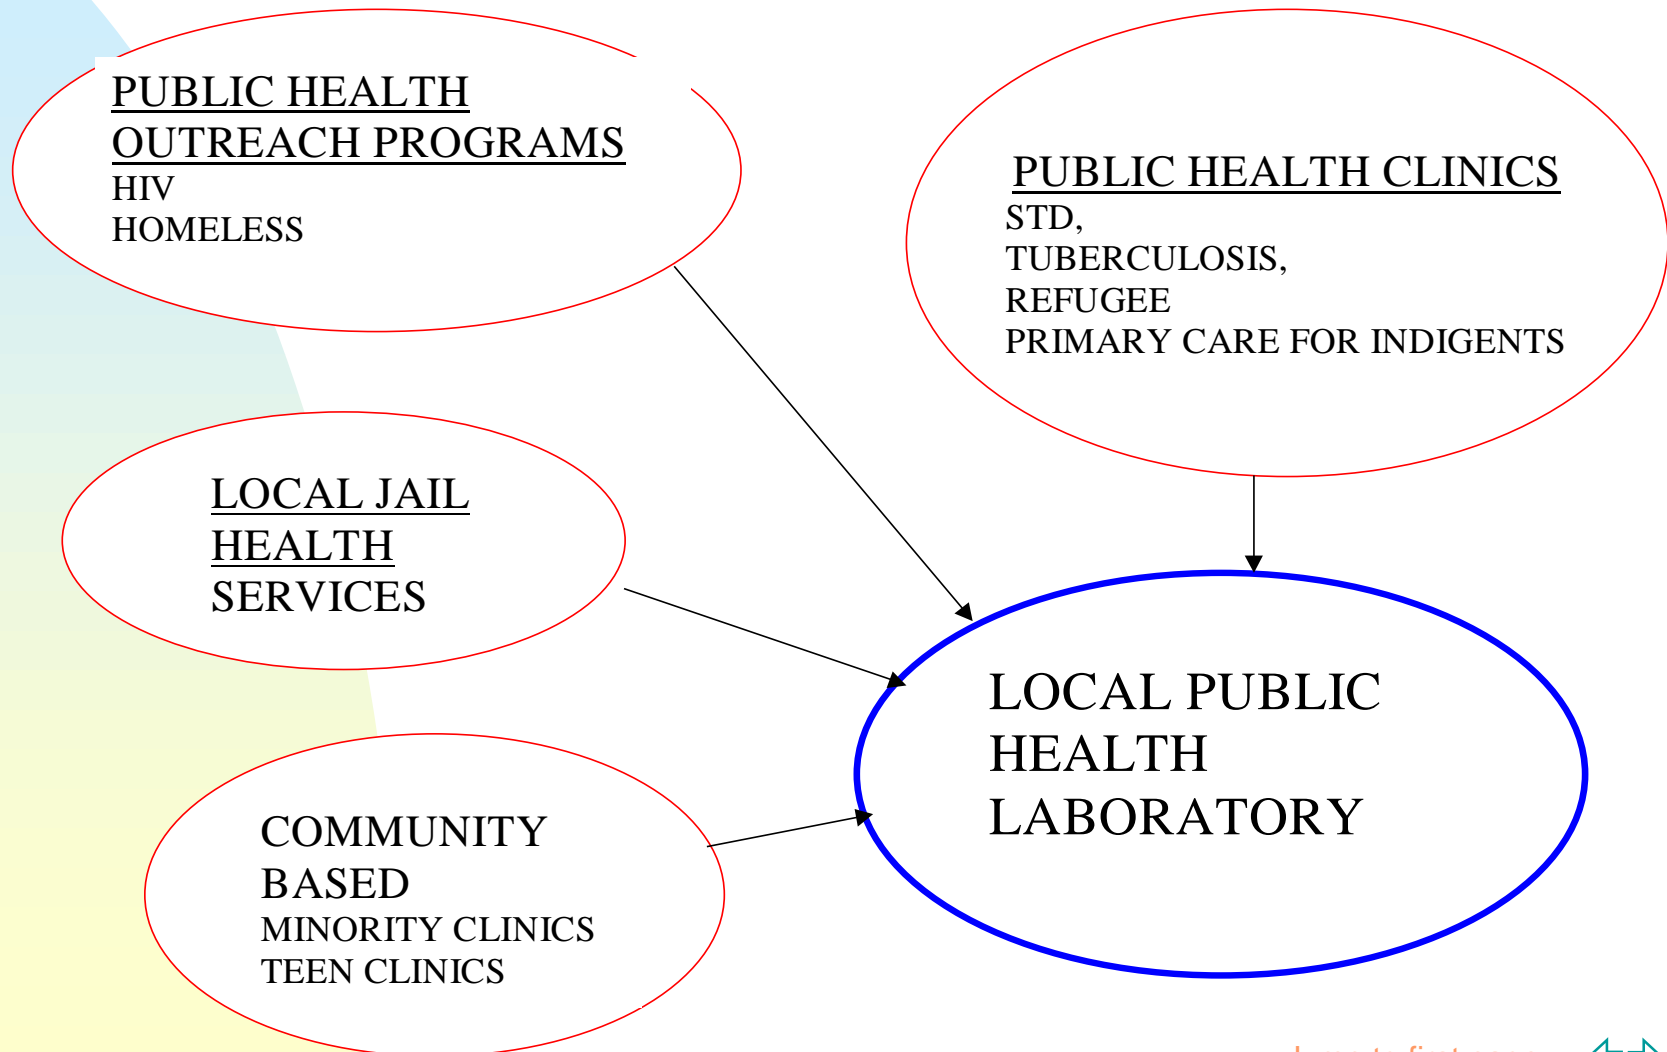 PUBLIC HEALTH
OUTREACH PROGRAMS
HIV
HOMELESS
PUBLIC HEALTH CLINICS
STD,
TUBERCULOSIS,
REFUGEE
PRIMARY CARE FOR INDIGENTS
LOCAL JAIL
HEALTH
SERVICES
LOCAL PUBLIC
HEALTH
LABORATORY
COMMUNITY
BASED
MINORITY CLINICS
TEEN CLINICS